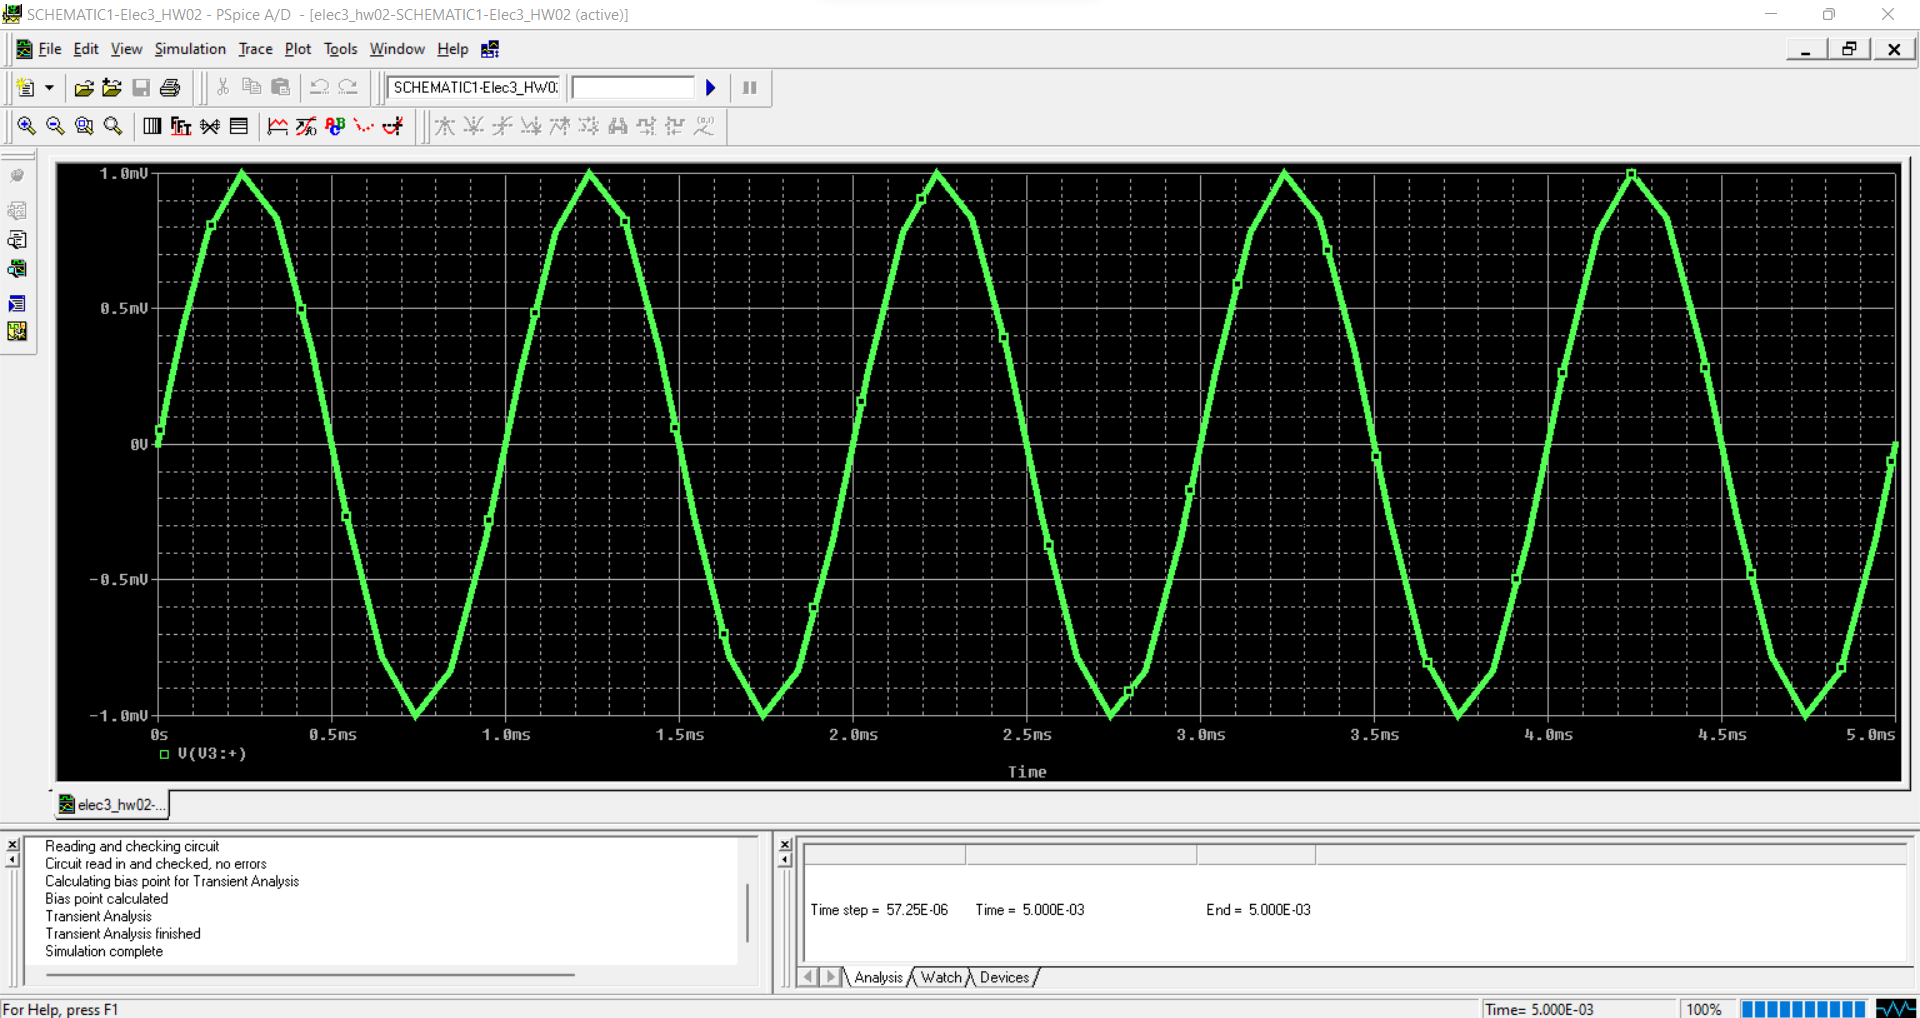 SCHEMATIC1-Elec3_HW02 - PSpice A/D - [elec3_hw02-SCHEMATIC1-Elec3_HW02 (active)]
File Edit View Simulation Trace Plot Tools Window Help
SCHEMATIC1-Elec3_HW0
1.0mV
0.5mV
0V
-0.5mV
-1.0mV
0s 0.5ms 1.0ms 1.5ms 2.0ms 2.5ms 3.0ms 3.5ms 4.0ms 4.5ms 5.0ms
V(V3:+)
Time
elec3_hw02-...
Reading and checking circuit
Circuit read in and checked, no errors
Calculating bias point for Transient Analysis
Bias point calculated
Transient Analysis
Transient Analysis finished
Simulation complete
Time step = 57.25E-06 Time = 5.000E-03 End = 5.000E-03
Analysis Watch Devices
For Help, press F1 Time= 5.000E-03 100%